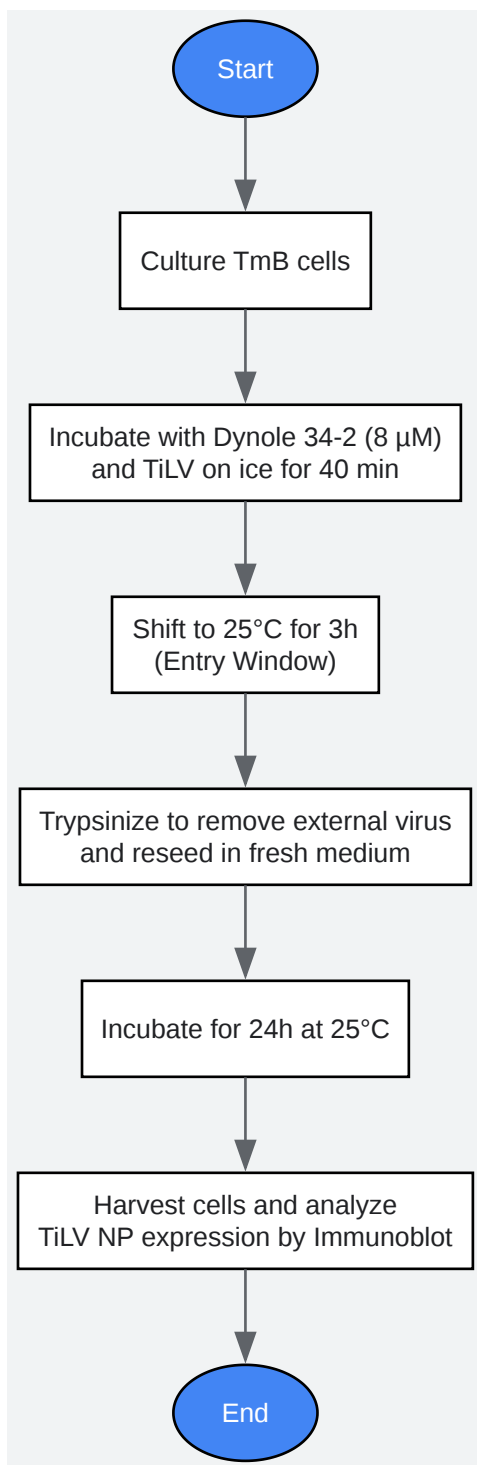 Start
Culture TmB cells
Incubate with Dynole 34-2 (8 µM)
and TiLV on ice for 40 min
Shift to 25°C for 3h
(Entry Window)
Trypsinize to remove external virus
and reseed in fresh medium
Incubate for 24h at 25°C
Harvest cells and analyze
TiLV NP expression by Immunoblot
End